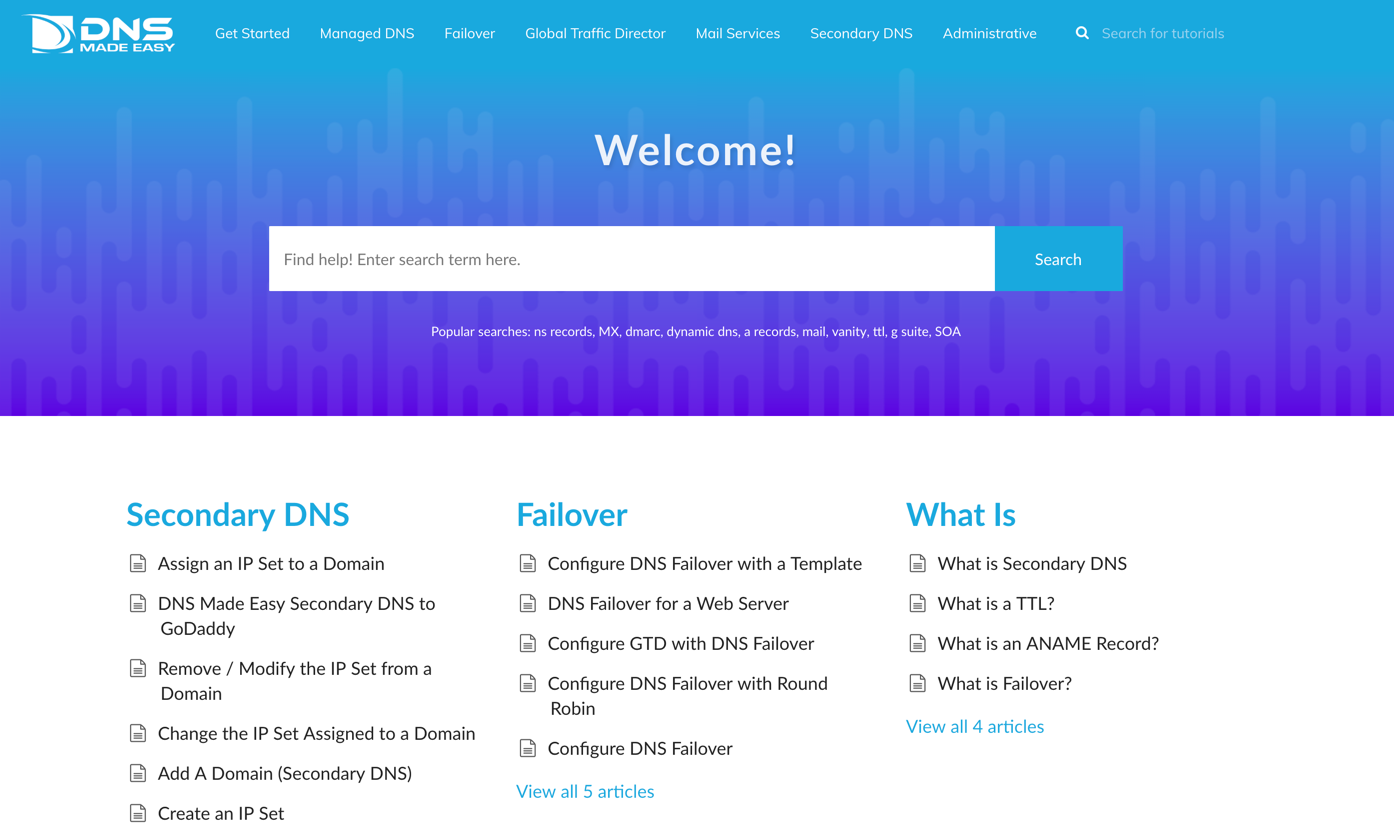 DNS
MADE EASY
Get Started
Managed DNS
Failover
Global Traffic Director
Mail Services
Secondary DNS
Administrative
Search for tutorials
Welcome!
Find help! Enter search term here.
Search
Popular searches: ns records, MX, dmarc, dynamic dns, a records, mail, vanity, ttl, g suite, SOA
Secondary DNS
Assign an IP Set to a Domain
DNS Made Easy Secondary DNS to
GoDaddy
Remove / Modify the IP Set from a
Domain
Change the IP Set Assigned to a Domain
Add A Domain (Secondary DNS)
Create an IP Set
Failover
Configure DNS Failover with a Template
DNS Failover for a Web Server
Configure GTD with DNS Failover
Configure DNS Failover with Round
Robin
Configure DNS Failover
View all 5 articles
What Is
What is Secondary DNS
What is a TTL?
What is an ANAME Record?
What is Failover?
View all 4 articles